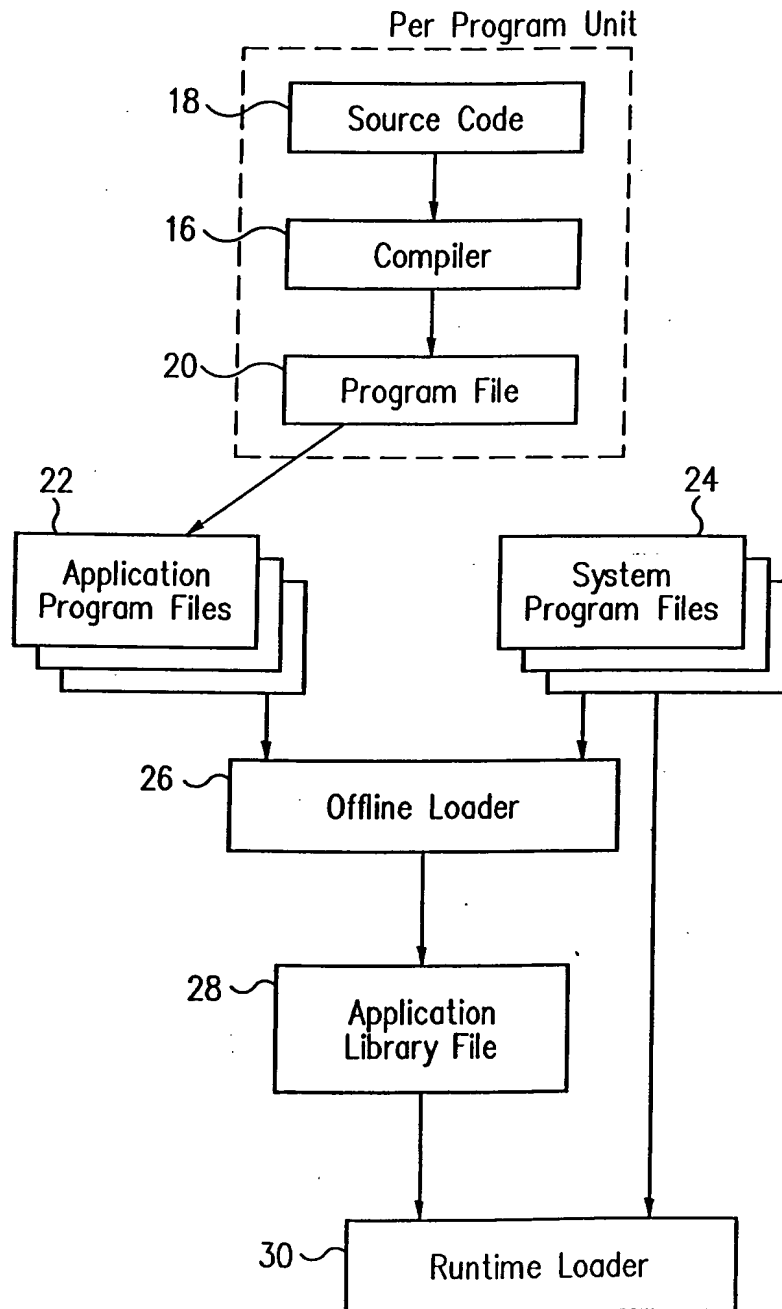 Per Program Unit
18
Source Code
16
Compiler
20
Program File
22
Application
Program Files
24
System
Program Files
26
Offline Loader
28
Application
Library File
30
Runtime Loader